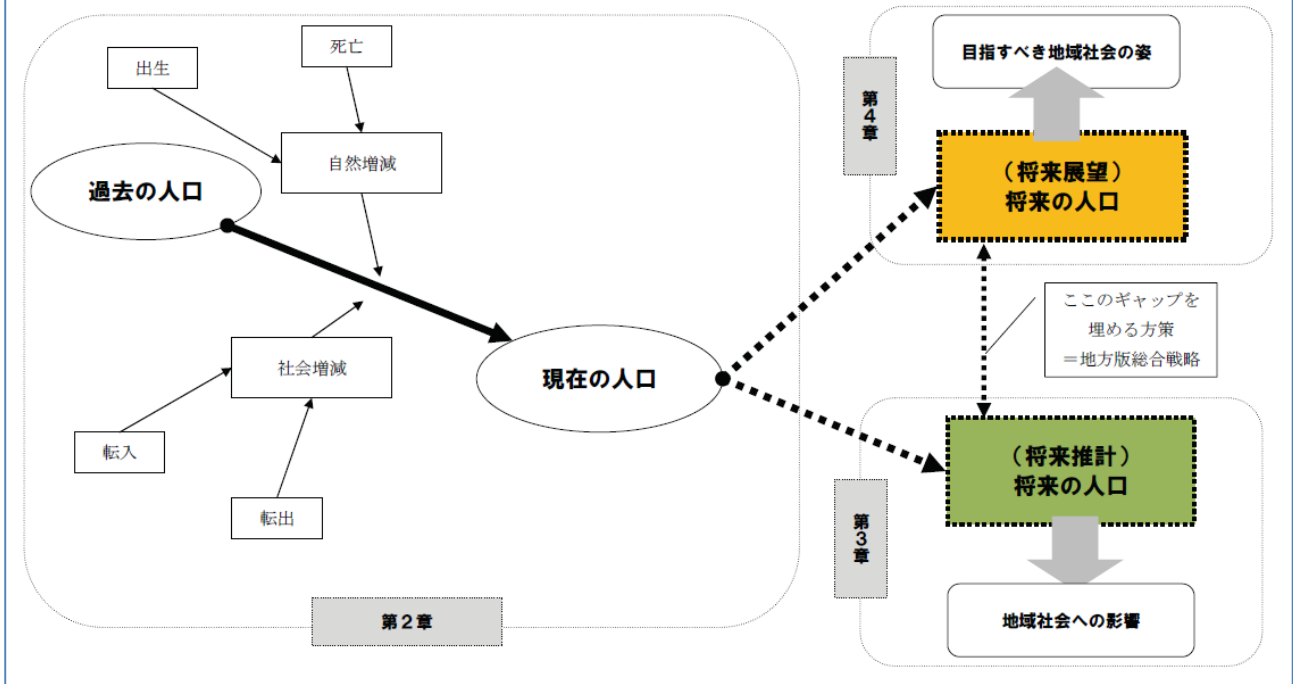 死亡
出生
自然増減
過去の人口
社会増減
現在の人口
転入
転出
第2章
目指すべき地域社会の姿
第4章
(将来展望)
将来の人口
ここのギャップを
埋める方策
=地方版総合戦略
(将来推計)
将来の人口
第3章
地域社会への影響